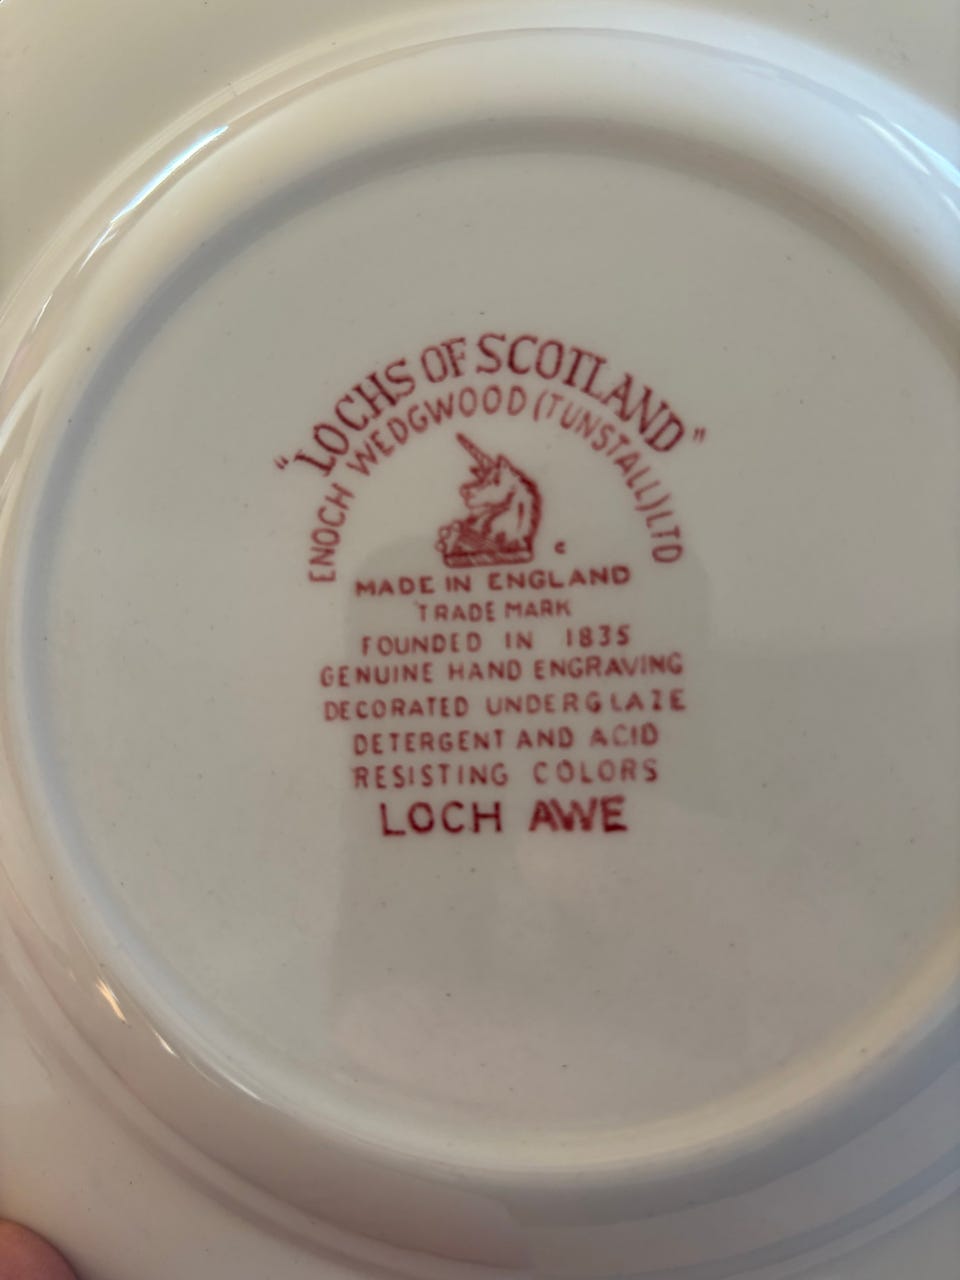 "LOCHS OF SCOTLAND"
ENOCH WEDGWOOD (TUNSTALL) LTD
c
MADE IN ENGLAND
TRADE MARK
FOUNDED IN 1835
GENUINE HAND ENGRAVING
DECORATED UNDERGLAZE
DETERGENT AND ACID
RESISTING COLORS
LOCH AWE